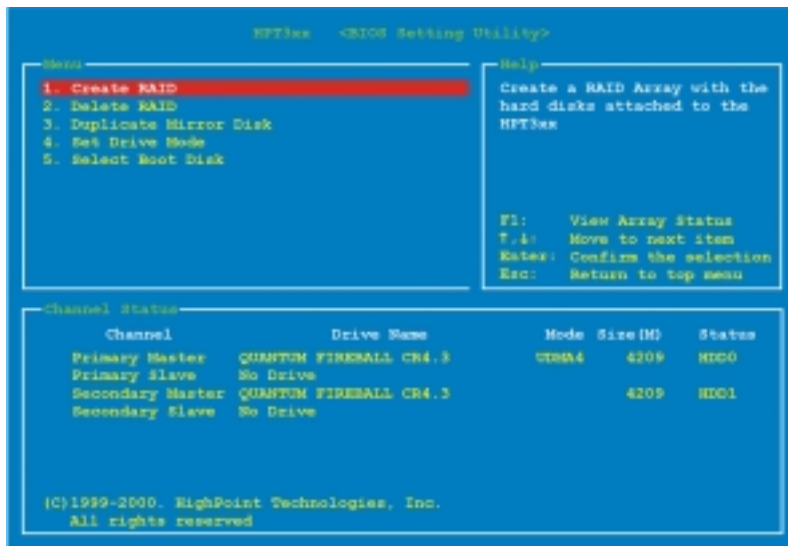 HPT3xx <BIOS Setting Utility>
Menu
1. Create RAID
2. Delete RAID
3. Duplicate Mirror Disk
4. Set Drive Mode
5. Select Boot Disk
Help
Create a RAID Array with the
hard disks attached to the
HPT3xx
F1: View Array Status
↑,↓: Move to next item
Enter: Confirm the selection
Esc: Return to top menu
Channel Status
Channel Drive Name Mode Size(M) Status
Primary Master QUANTUM FIREBALL CR4.3 UDMA4 4209 HDD0
Primary Slave No Drive
Secondary Master QUANTUM FIREBALL CR4.3 4209 HDD1
Secondary Slave No Drive
(C)1999-2000. HighPoint Technologies, Inc.
All rights reserved